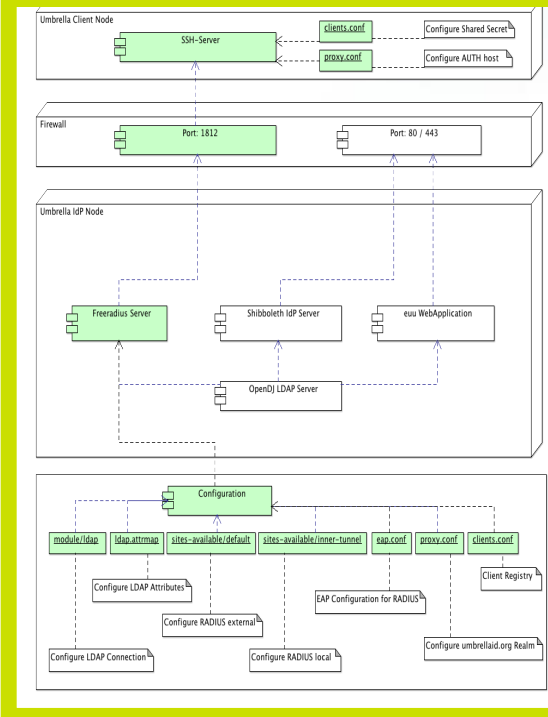 Umbrella Client Node
SSH-Server
clients.conf
Configure Shared Secret
proxy.conf
Configure AUTH host
Firewall
Port: 1812
Port: 80 / 443
Umbrella IdP Node
Freeradius Server
Shibboleth IdP Server
euu WebApplication
OpenDJ LDAP Server
Configuration
module/ldap
ldap.attrmap
sites-available/default
sites-available/inner-tunnel
eap.conf
proxy.conf
clients.conf
Client Registry
Configure LDAP Attributes
EAP Configuration for RADIUS
Configure RADIUS external
Configure umbrellaid.org Realm
Configure LDAP Connection
Configure RADIUS local